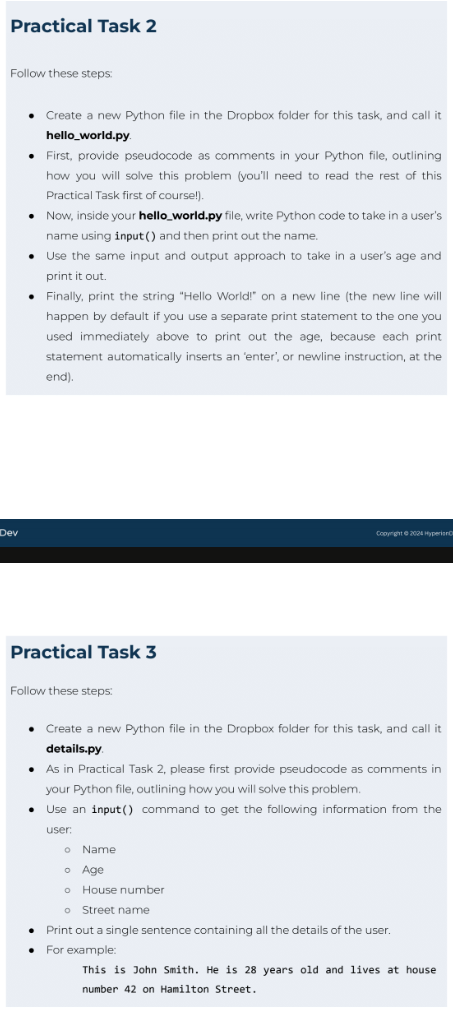 Practical Task 2
Follow these steps:
● Create a new Python file in the Dropbox folder for this task, and call it
hello_world.py.
● First, provide pseudocode as comments in your Python file, outlining
how you will solve this problem (you'll need to read the rest of this
Practical Task first of course!).
● Now, inside your hello_world.py file, write Python code to take in a user's
name using input() and then print out the name.
● Use the same input and output approach to take in a user's age and
print it out.
● Finally, print the string "Hello World!" on a new line (the new line will
happen by default if you use a separate print statement to the one you
used immediately above to print out the age, because each print
statement automatically inserts an 'enter', or newline instruction, at the
end).
Dev
Copyright © 2024 HyperionD
Practical Task 3
Follow these steps:
● Create a new Python file in the Dropbox folder for this task, and call it
details.py.
● As in Practical Task 2, please first provide pseudocode as comments in
your Python file, outlining how you will solve this problem.
● Use an input() command to get the following information from the
user:
○ Name
○ Age
○ House number
○ Street name
● Print out a single sentence containing all the details of the user.
● For example:
This is John Smith. He is 28 years old and lives at house
number 42 on Hamilton Street.